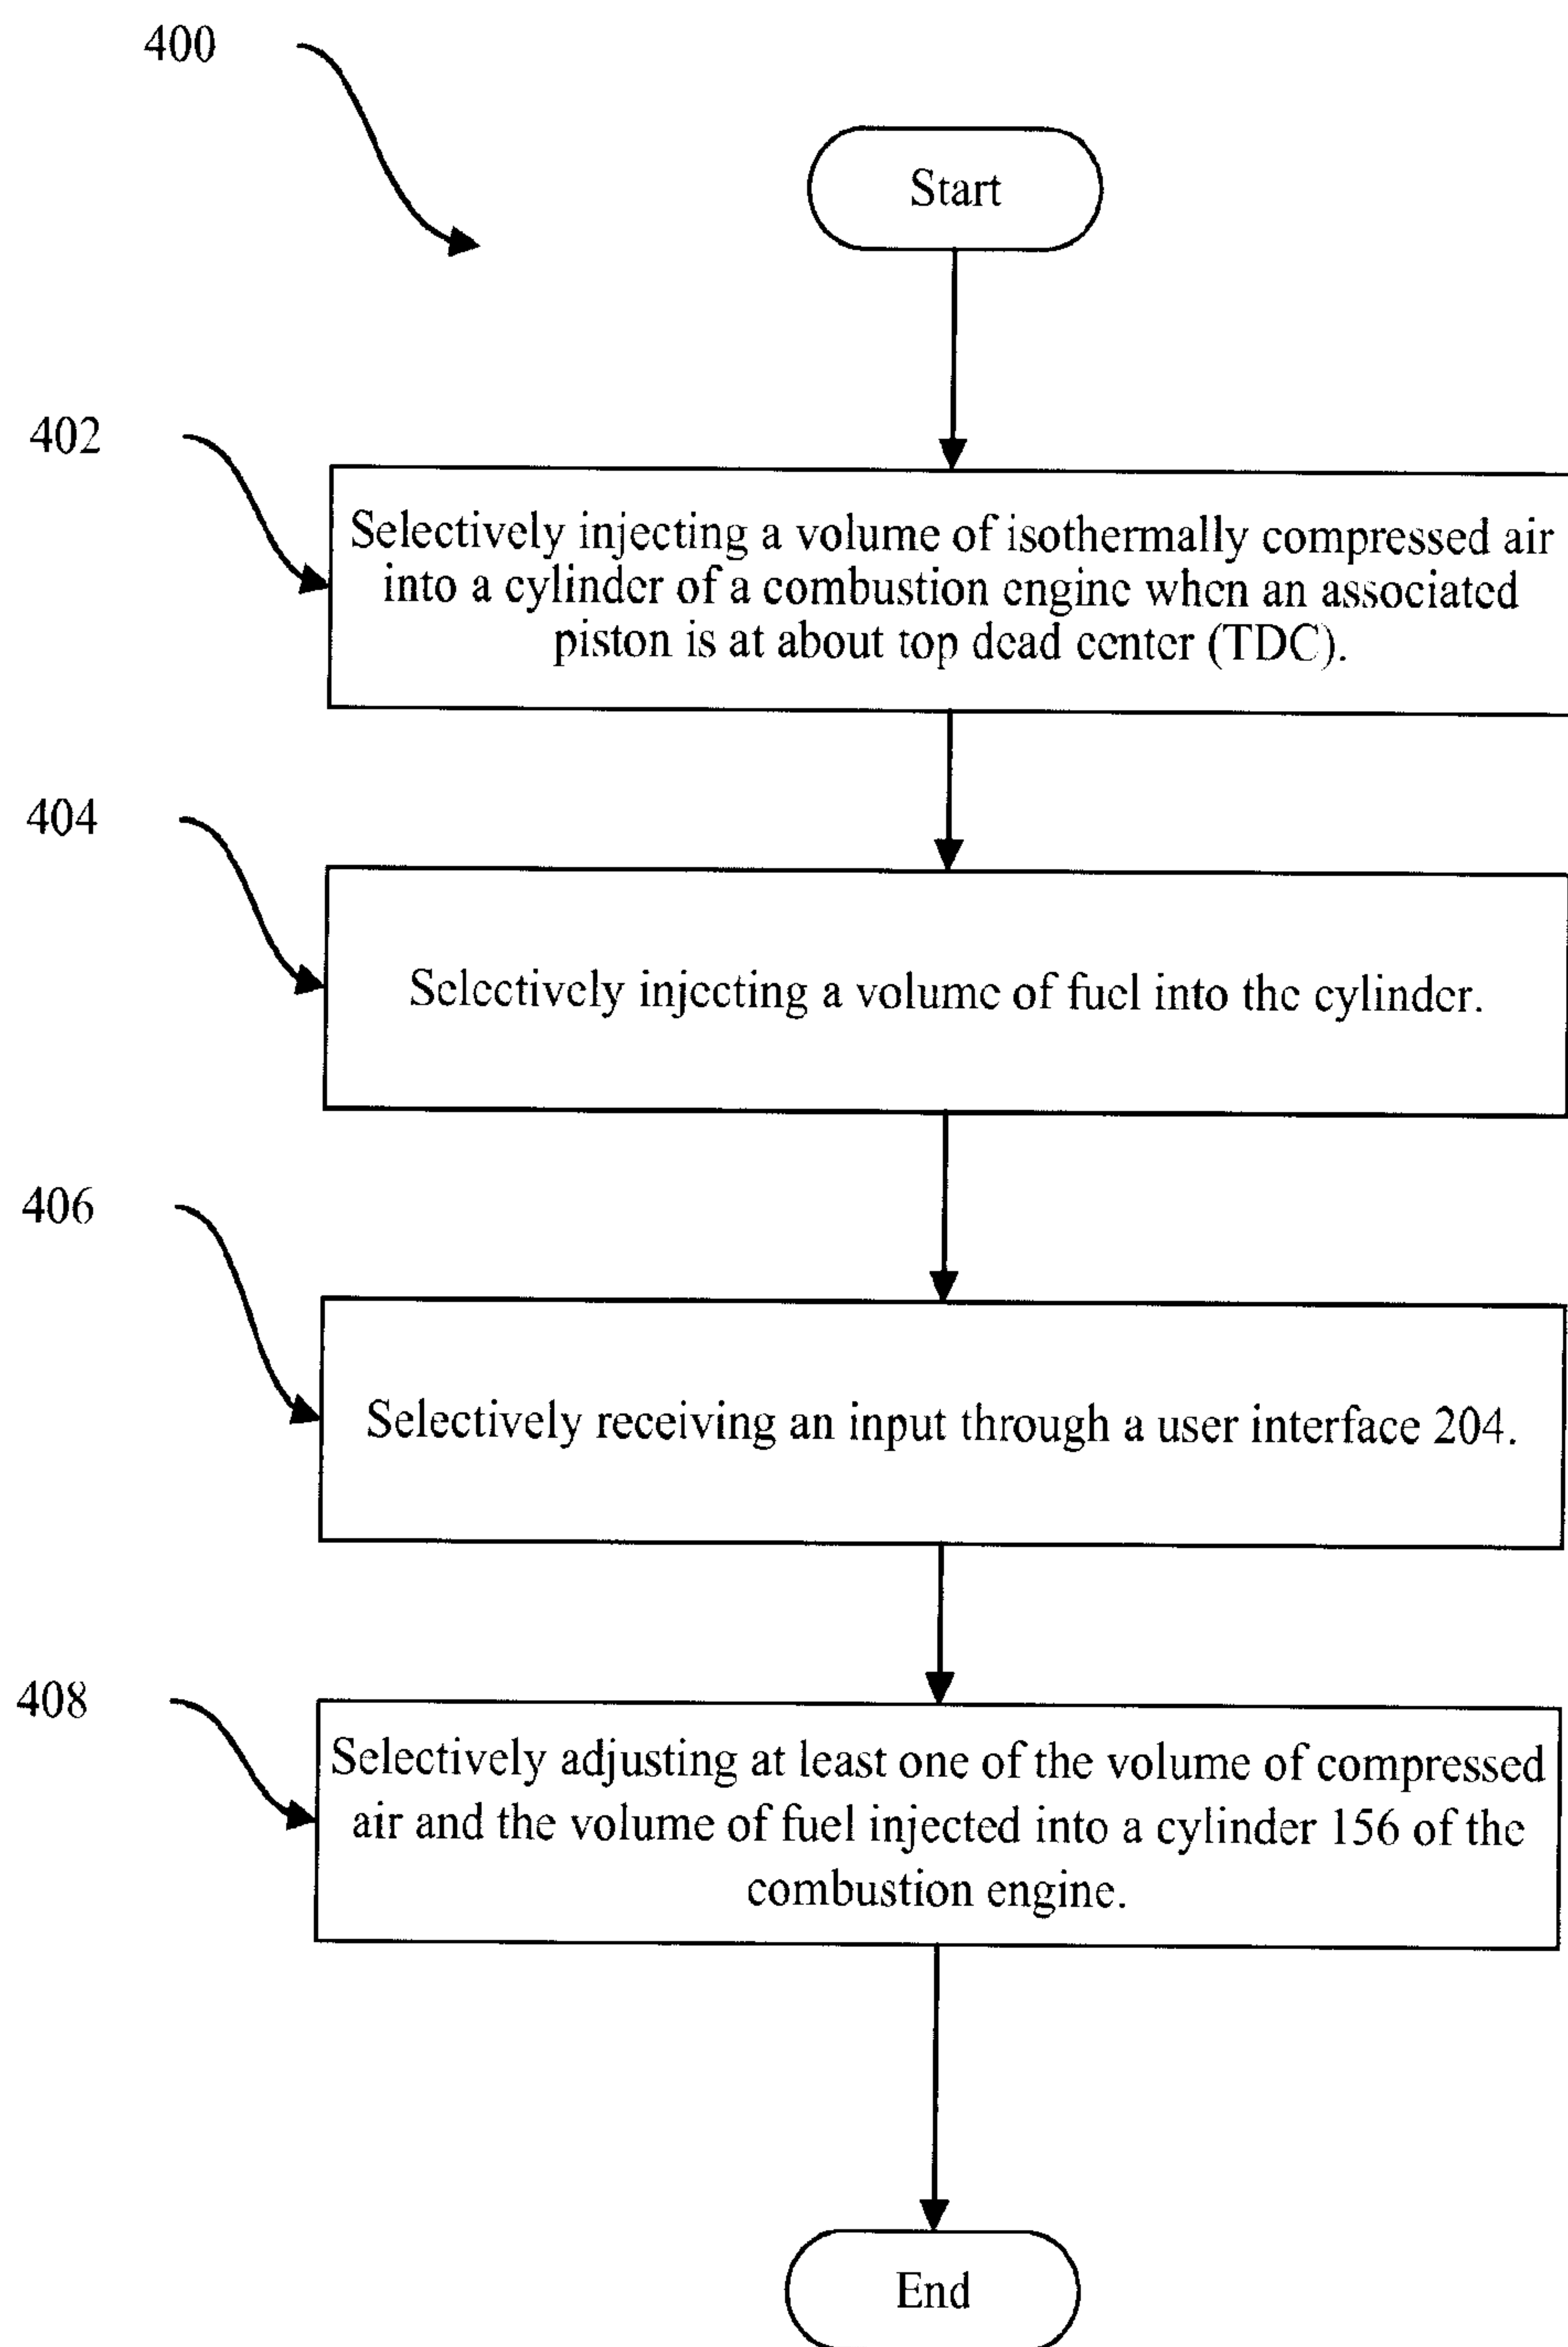 400
Start
402
Selectively injecting a volume of isothermally compressed air
into a cylinder of a combustion engine when an associated
piston is at about top dead center (TDC).
404
Selectively injecting a volume of fuel into the cylinder.
406
Selectively receiving an input through a user interface 204.
408
Selectively adjusting at least one of the volume of compressed
air and the volume of fuel injected into a cylinder 156 of the
combustion engine.
End